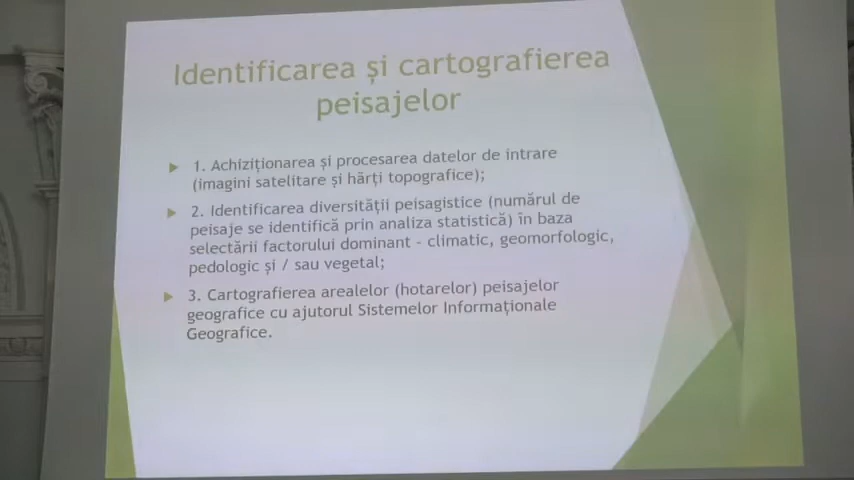 Identificarea și cartografierea
peisajelor
1. Achiziționarea și procesarea datelor de intrare
(imagini satelitare și hărți topografice);
2. Identificarea diversității peisagistice (numărul de
peisaje se identifică prin analiza statistică) în baza
selectării factorului dominant - climatic, geomorfologic,
pedologic și / sau vegetal;
3. Cartografierea arealelor (hotarelor) peisajelor
geografice cu ajutorul Sistemelor Informaționale
Geografice.